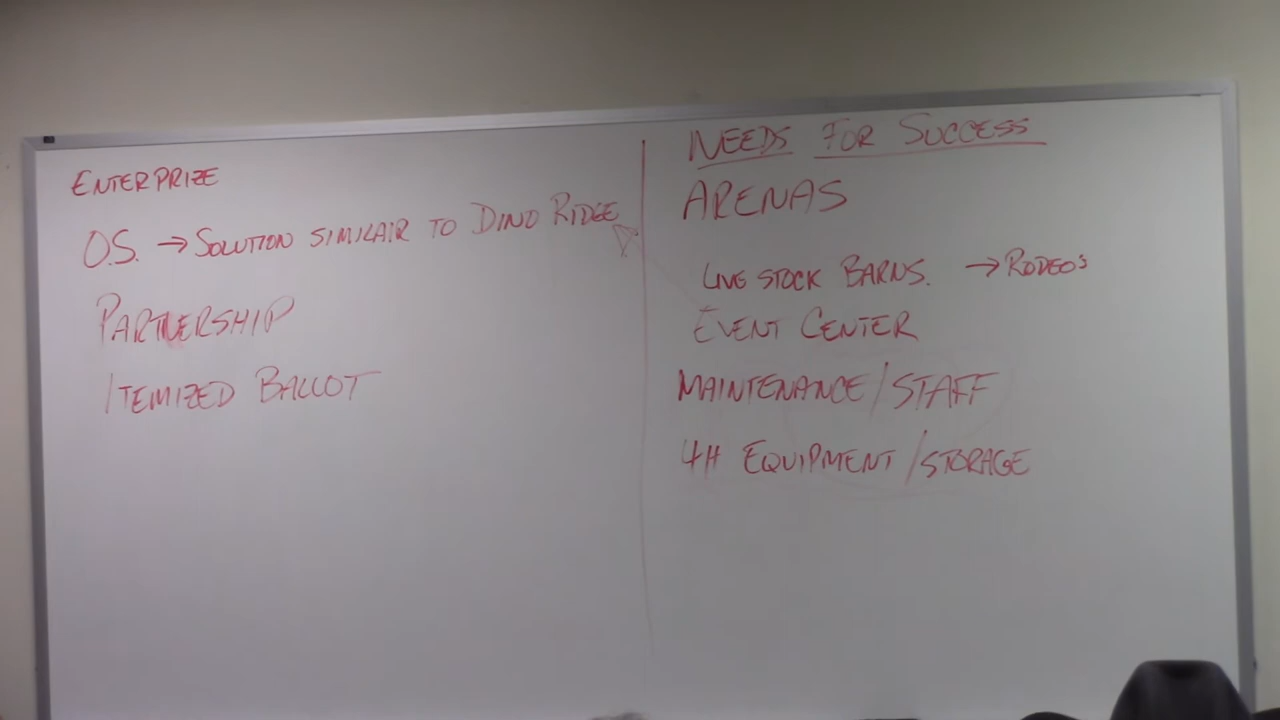 ENTERPRIZE
O.S. → SOLUTION SIMILAIR TO DINO RIDGE
PARTNERSHIP
ITEMIZED BALLOT
NEEDS FOR SUCCESS
ARENAS
LIVE STOCK BARNS. → RODEO'S
EVENT CENTER
MAINTENANCE/STAFF
4H EQUIPMENT/STORAGE